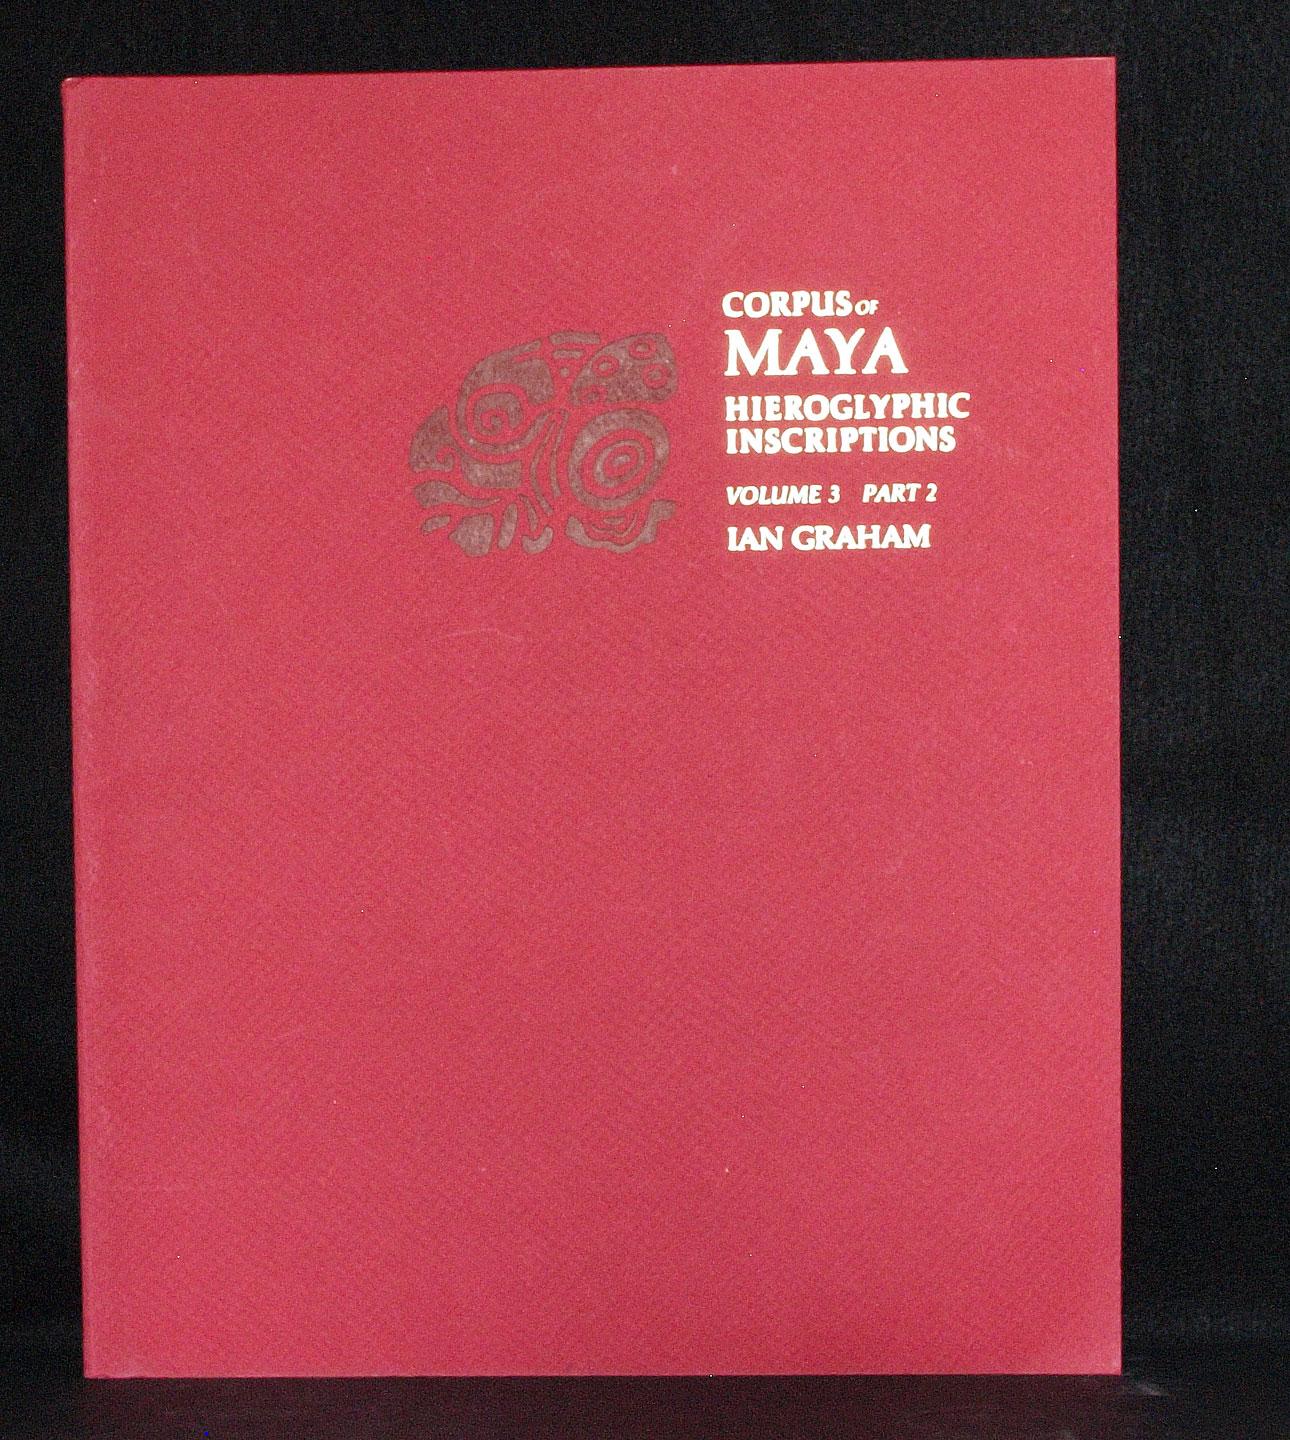 CORPUS OF
MAYA
HIEROGLYPHIC
INSCRIPTIONS
VOLUME 3 PART 2
IAN GRAHAM